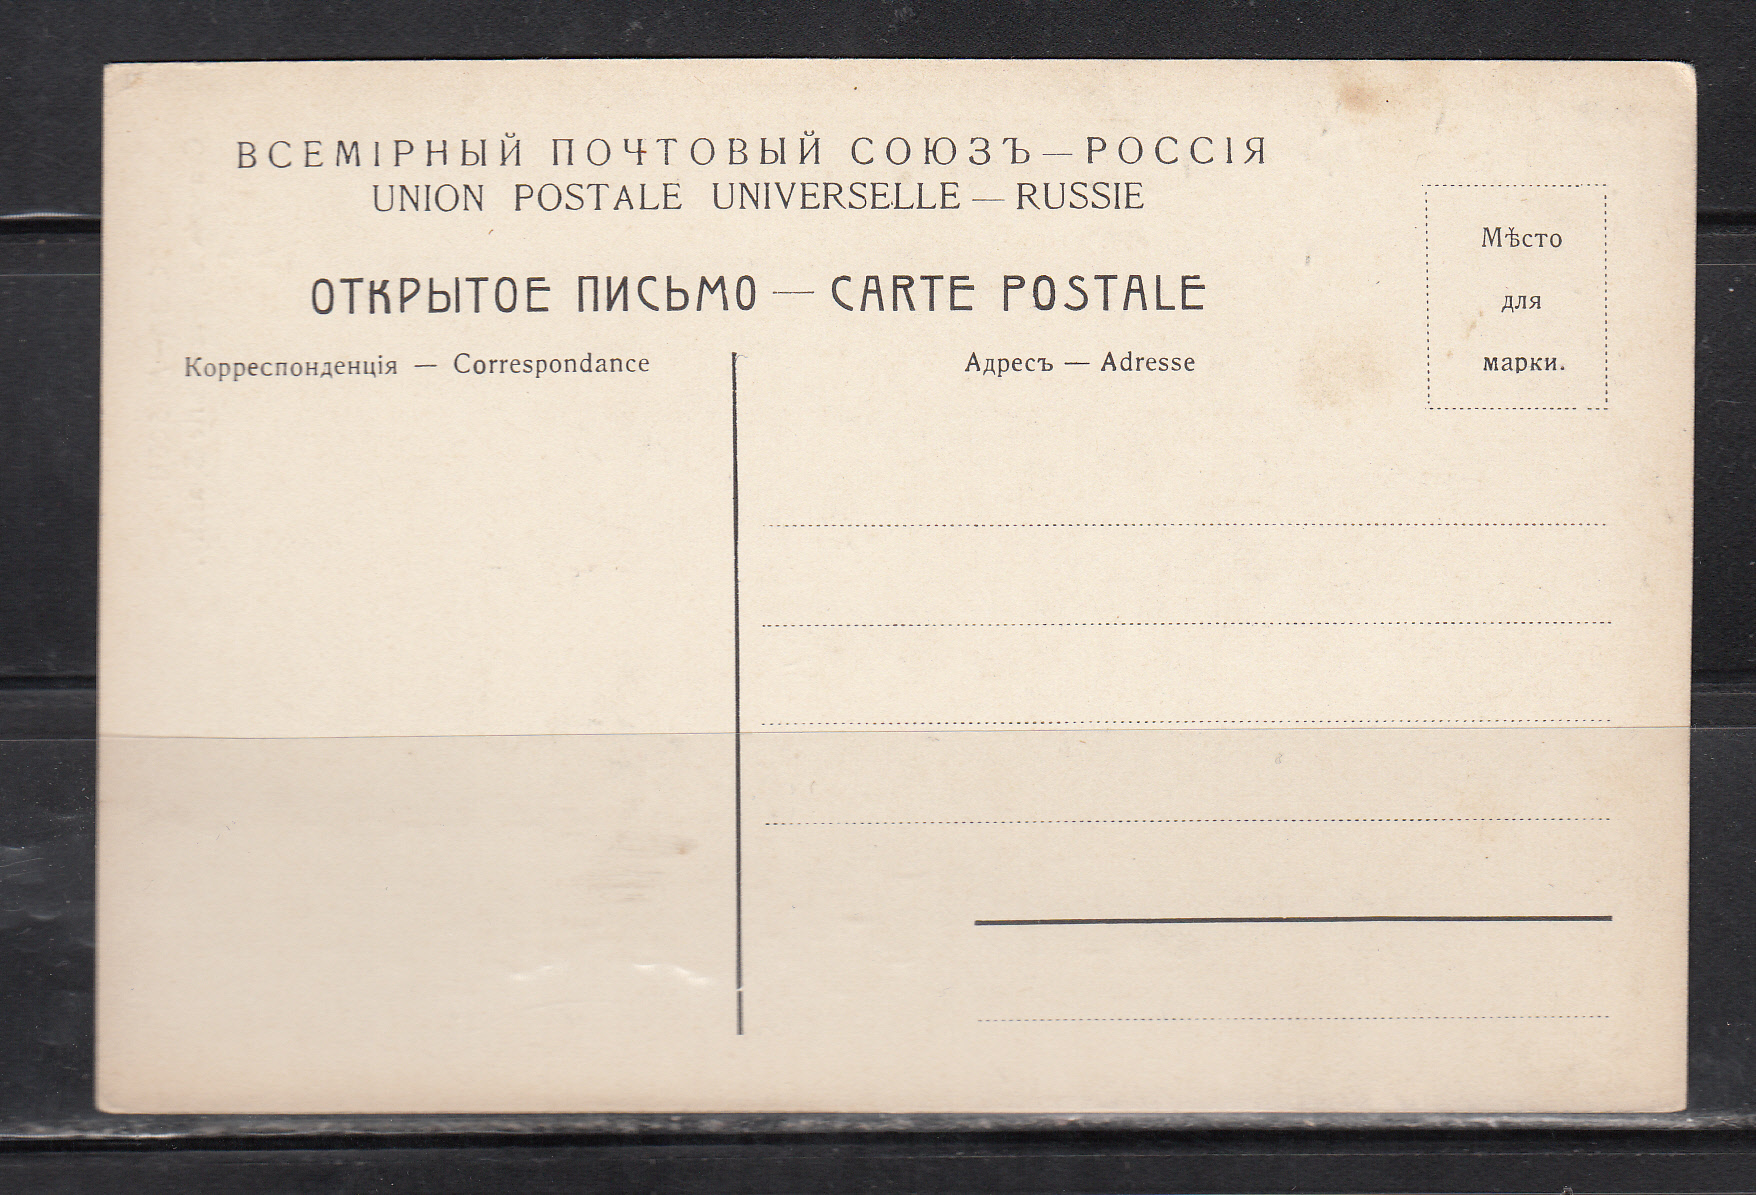 ВСЕМІРНЫЙ ПОЧТОВЫЙ СОЮЗЪ — РОССІЯ
UNION POSTALE UNIVERSELLE — RUSSIE
ОТКРЫТОЕ ПИСЬМО — CARTE POSTALE
Корреспонденція — Correspondance
Адресъ — Adresse
Мѣсто
для
марки.